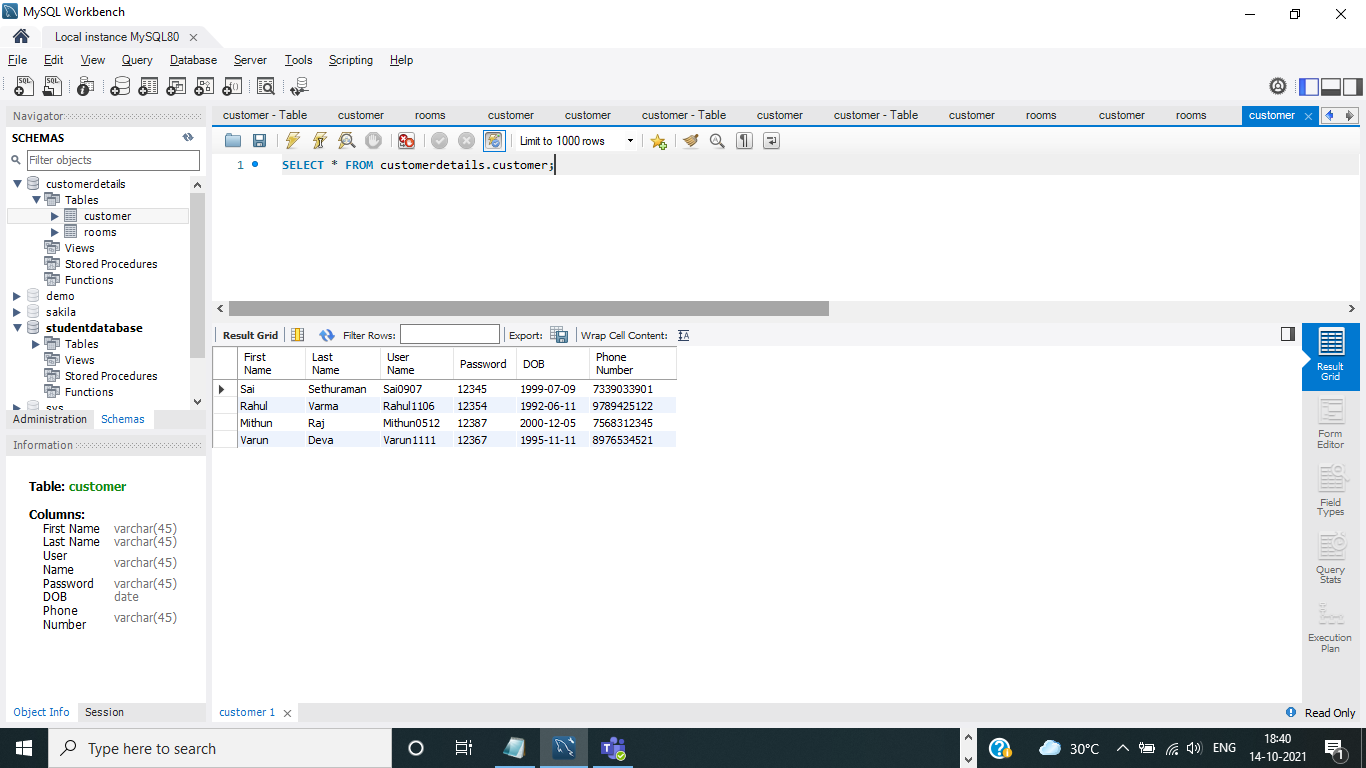 MySQL Workbench
Local instance MySQL80
File Edit View Query Database Server Tools Scripting Help
Navigator
SCHEMAS
Filter objects
customerdetails
Tables
customer
rooms
Views
Stored Procedures
Functions
demo
sakila
studentdatabase
Tables
Views
Stored Procedures
Functions
sys
Administration Schemas
Information
Table: customer
Columns:
First Name varchar(45)
Last Name varchar(45)
User
Name varchar(45)
Password varchar(45)
DOB date
Phone
Number varchar(45)
Object Info Session
customer - Table customer rooms customer customer customer - Table customer customer - Table customer rooms customer rooms customer
Limit to 1000 rows
1 SELECT * FROM customerdetails.customer;
Result Grid Filter Rows: Export: Wrap Cell Content:
First Name Last Name User Name Password DOB Phone Number
Sai Sethuraman Sai0907 12345 1999-07-09 7339033901
Rahul Varma Rahul1106 12354 1992-06-11 9789425122
Mithun Raj Mithun0512 12387 2000-12-05 7568312345
Varun Deva Varun1111 12367 1995-11-11 8976534521
Result
Grid
Form
Editor
Field
Types
Query
Stats
Execution
Plan
customer 1
Read Only
Type here to search
30°C
ENG
18:40
14-10-2021
1